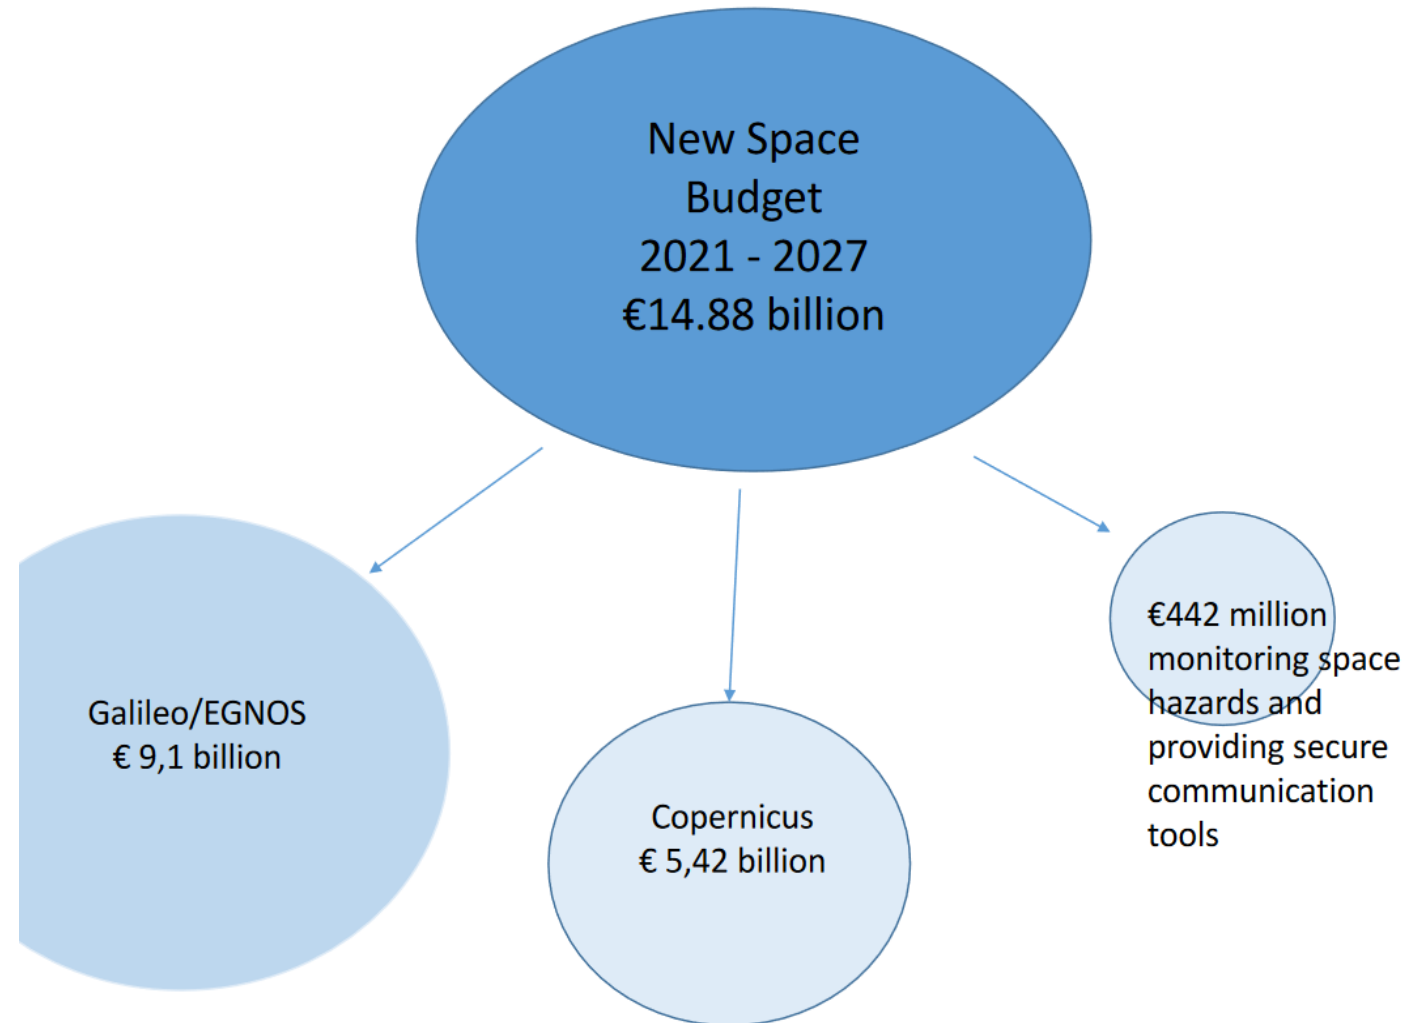 New Space
Budget
2021 - 2027
€14.88 billion
Galileo/EGNOS
€ 9,1 billion
Copernicus
€ 5,42 billion
€442 million
monitoring space
hazards and
providing secure
communication
tools